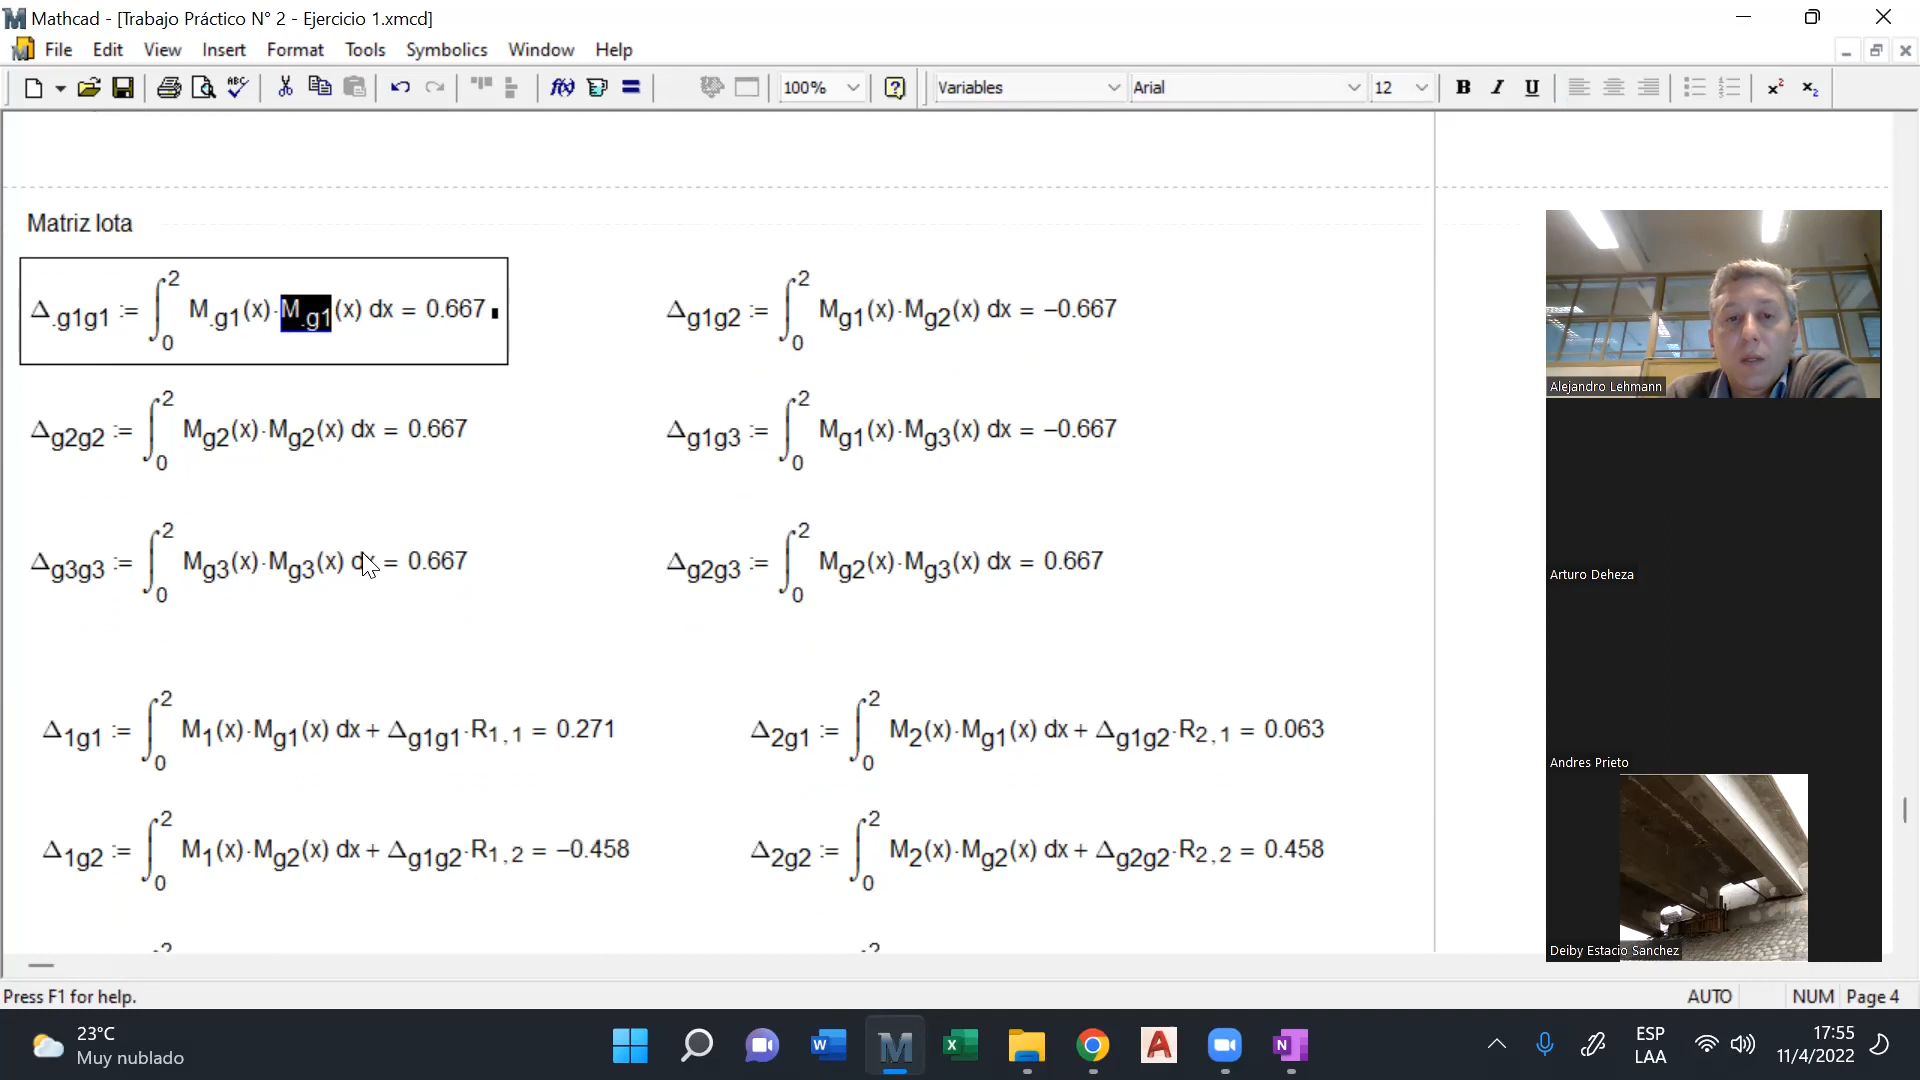 Mathcad - [Trabajo Práctico N° 2 - Ejercicio 1.xmcd]
File Edit View Insert Format Tools Symbolics Window Help
100% Variables Arial 12 B I U x² x₂
Matriz Iota
Δ.g1g1 := ∫₀² M.g1(x)·M.g1(x) dx = 0.667
Δg1g2 := ∫₀² Mg1(x)·Mg2(x) dx = −0.667
Δg2g2 := ∫₀² Mg2(x)·Mg2(x) dx = 0.667
Δg1g3 := ∫₀² Mg1(x)·Mg3(x) dx = −0.667
Δg3g3 := ∫₀² Mg3(x)·Mg3(x) dx = 0.667
Δg2g3 := ∫₀² Mg2(x)·Mg3(x) dx = 0.667
Δ1g1 := ∫₀² M1(x)·Mg1(x) dx + Δg1g1·R1,1 = 0.271
Δ2g1 := ∫₀² M2(x)·Mg1(x) dx + Δg1g2·R2,1 = 0.063
Δ1g2 := ∫₀² M1(x)·Mg2(x) dx + Δg1g2·R1,2 = −0.458
Δ2g2 := ∫₀² M2(x)·Mg2(x) dx + Δg2g2·R2,2 = 0.458
Alejandro Lehmann
Arturo Deheza
Andres Prieto
Deiby Estacio Sanchez
Press F1 for help.
AUTO NUM Page 4
23°C
Muy nublado
ESP
LAA
17:55
11/4/2022